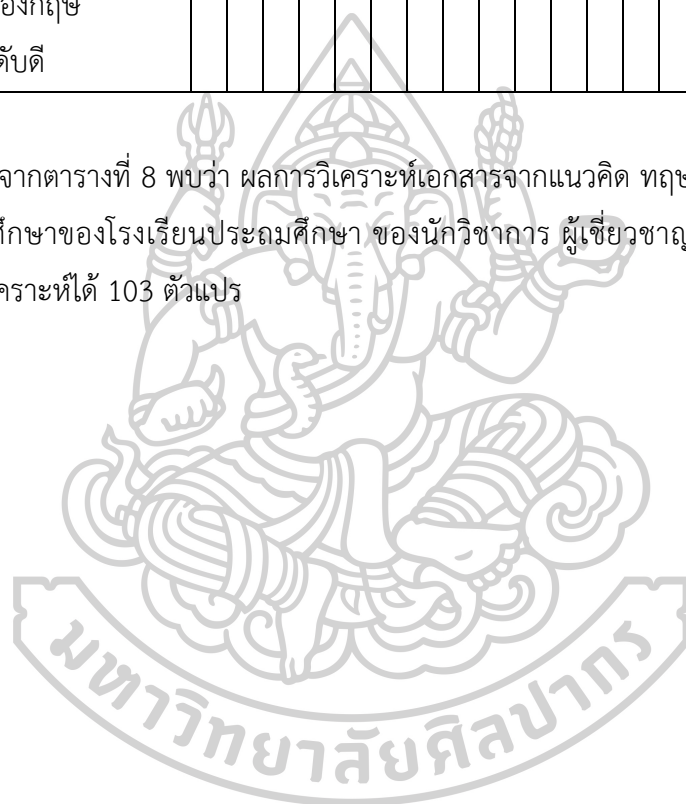 ดับดี
จากตารางที่ 8 พบว่า ผลการวิเคราะห์เอกสารจากแนวคิด ทฤษ
ศึกษาของโรงเรียนประถมศึกษา ของนักวิชาการ ผู้เชี่ยวชาญ
คราะห์ได้ 103 ตัวแปร
มหาวิทยาลัยศิลปากร